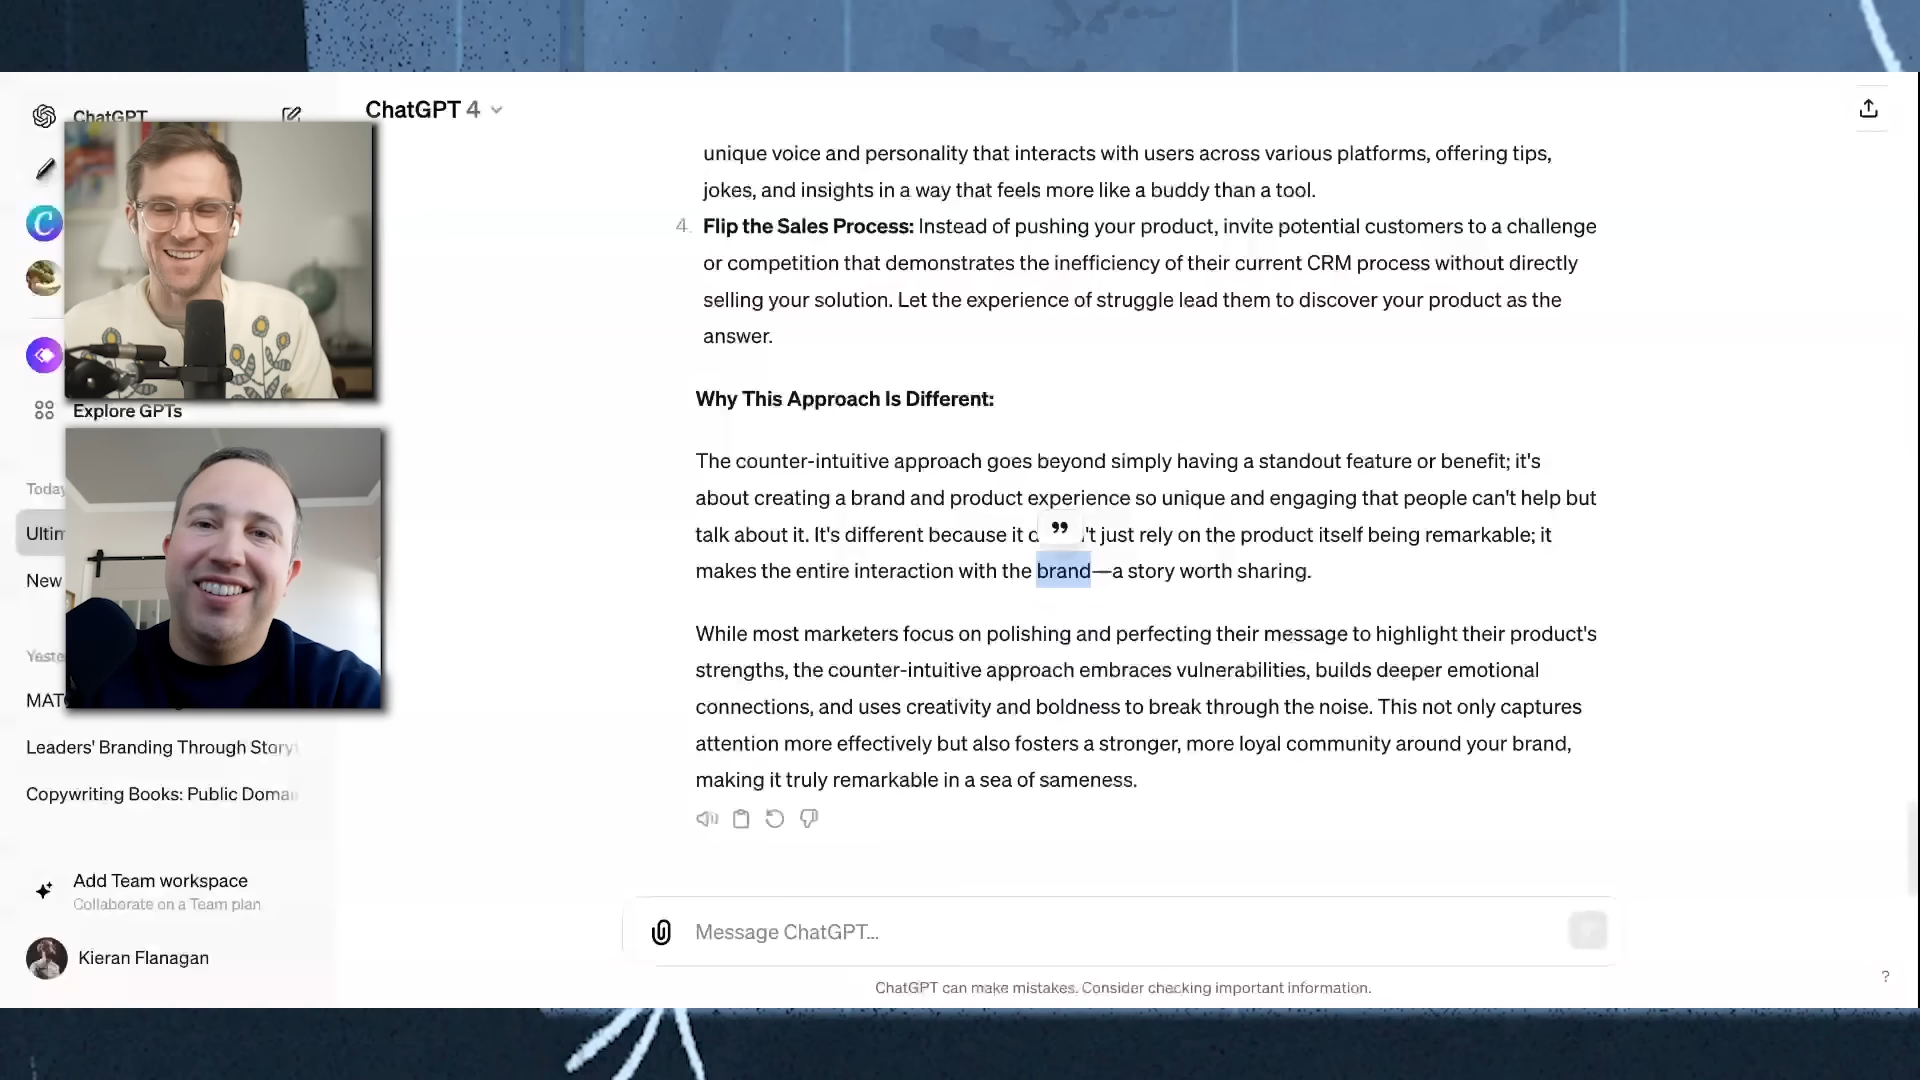 ChatGPT
ChatGPT 4
unique voice and personality that interacts with users across various platforms, offering tips,
jokes, and insights in a way that feels more like a buddy than a tool.
4. Flip the Sales Process: Instead of pushing your product, invite potential customers to a challenge
or competition that demonstrates the inefficiency of their current CRM process without directly
selling your solution. Let the experience of struggle lead them to discover your product as the
answer.
Why This Approach Is Different:
The counter-intuitive approach goes beyond simply having a standout feature or benefit; it's
about creating a brand and product experience so unique and engaging that people can't help but
talk about it. It's different because it 't just rely on the product itself being remarkable; it
makes the entire interaction with the brand—a story worth sharing.
While most marketers focus on polishing and perfecting their message to highlight their product's
strengths, the counter-intuitive approach embraces vulnerabilities, builds deeper emotional
connections, and uses creativity and boldness to break through the noise. This not only captures
attention more effectively but also fosters a stronger, more loyal community around your brand,
making it truly remarkable in a sea of sameness.
Explore GPTs
Today
Ultim
New
Yeste
MAT
Leaders' Branding Through Story
Copywriting Books: Public Doma
Add Team workspace
Collaborate on a Team plan
Kieran Flanagan
Message ChatGPT...
ChatGPT can make mistakes. Consider checking important information.
?